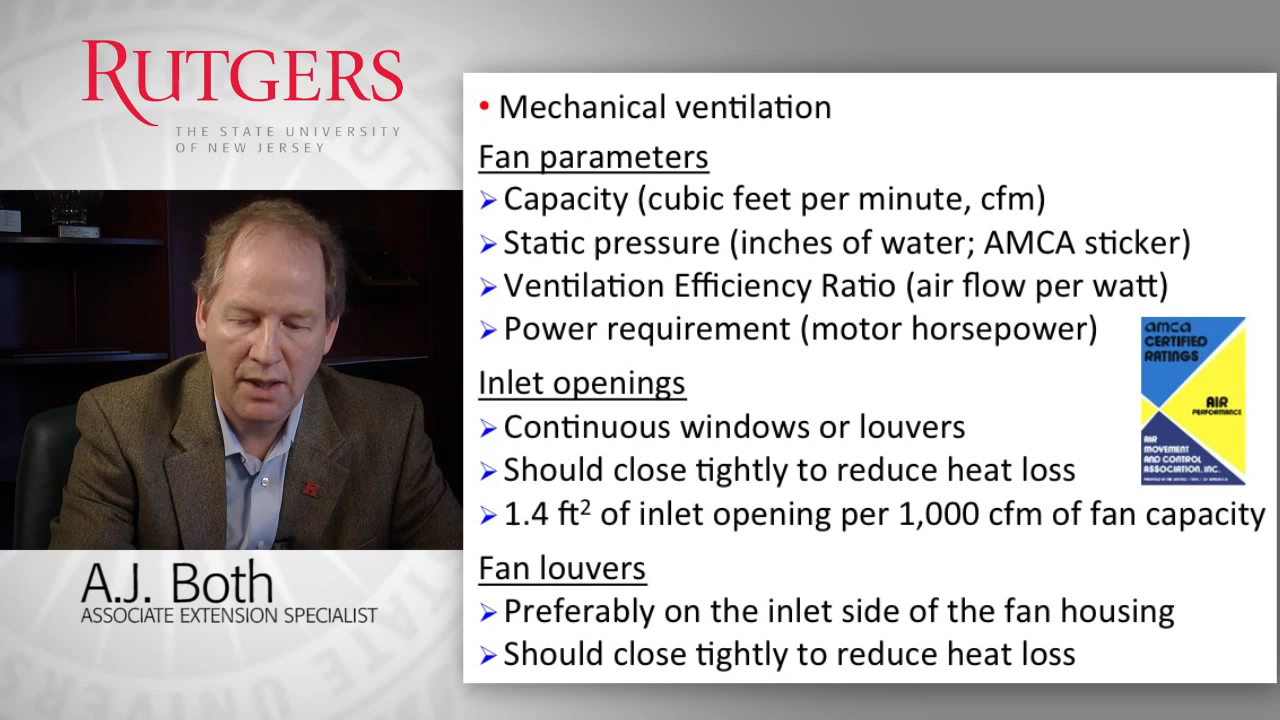 RUTGERS
THE STATE UNIVERSITY
OF NEW JERSEY
• Mechanical ventilation
Fan parameters
➢ Capacity (cubic feet per minute, cfm)
➢ Static pressure (inches of water; AMCA sticker)
➢ Ventilation Efficiency Ratio (air flow per watt)
➢ Power requirement (motor horsepower)
Inlet openings
➢ Continuous windows or louvers
➢ Should close tightly to reduce heat loss
➢ 1.4 ft² of inlet opening per 1,000 cfm of fan capacity
Fan louvers
➢ Preferably on the inlet side of the fan housing
➢ Should close tightly to reduce heat loss
amca
CERTIFIED
RATINGS
AIR
PERFORMANCE
AIR
MOVEMENT
AND CONTROL
ASSOCIATION, INC.
A.J. Both
ASSOCIATE EXTENSION SPECIALIST